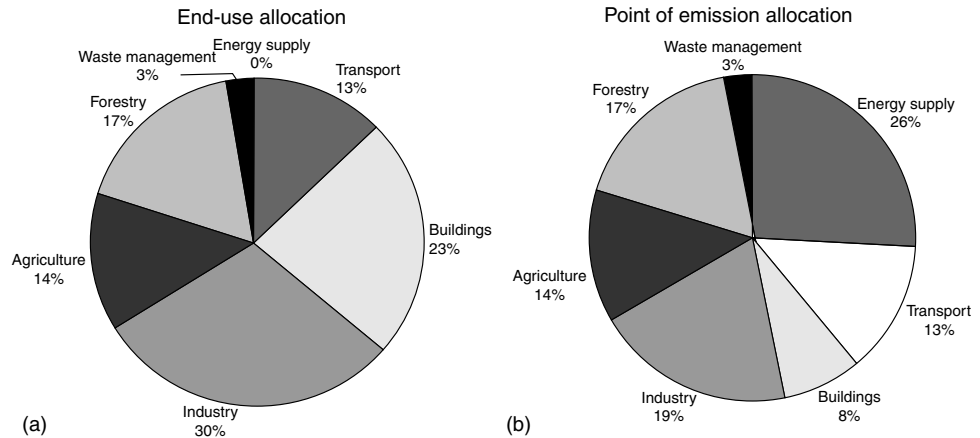 End-use allocation
Energy supply
0%
Waste management
3%
Transport
13%
Forestry
17%
Buildings
23%
Agriculture
14%
Industry
30%
(a)
Point of emission allocation
Waste management
3%
Energy supply
26%
Forestry
17%
Agriculture
14%
Transport
13%
Buildings
8%
Industry
19%
(b)